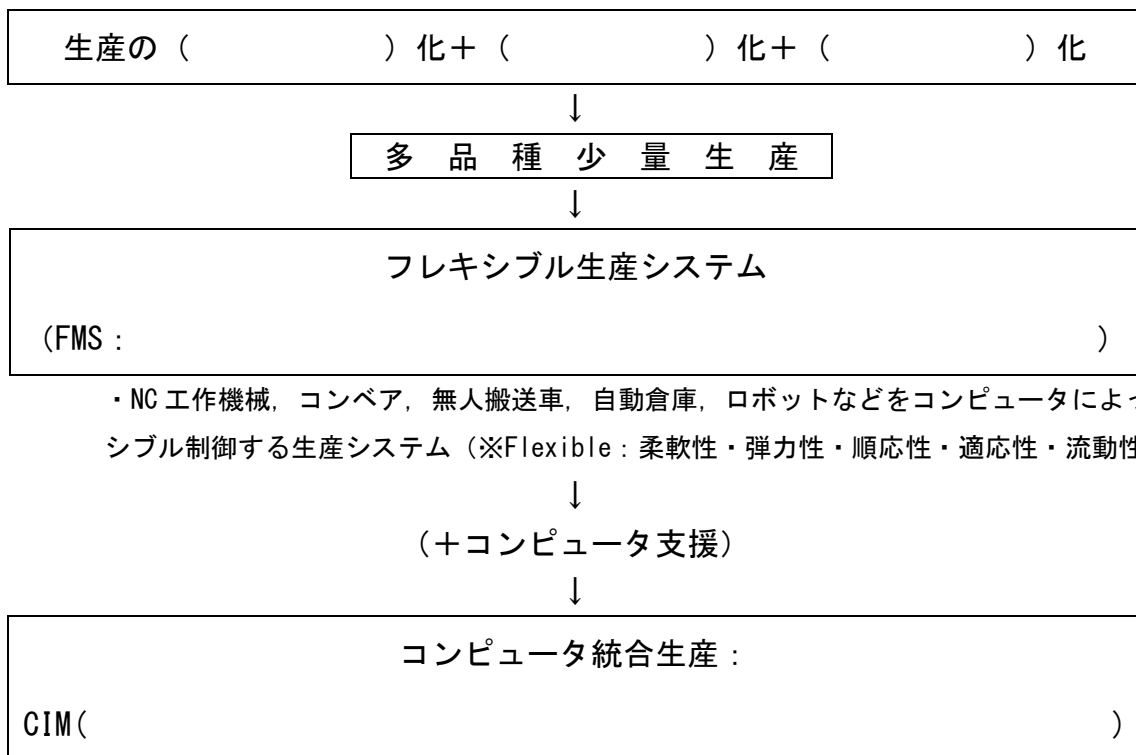 生産の（　　　　　）化＋（　　　　　）化＋（　　　　　）化
↓
多品種少量生産
↓
フレキシブル生産システム
（FMS：　　　　　　　　　　）
・NC工作機械，コンベア，無人搬送車，自動倉庫，ロボットなどをコンピュータによっ
シブル制御する生産システム（※Flexible：柔軟性・弾力性・順応性・適応性・流動性
↓
（＋コンピュータ支援）
↓
コンピュータ統合生産：
CIM(　　　　　　　　　　)